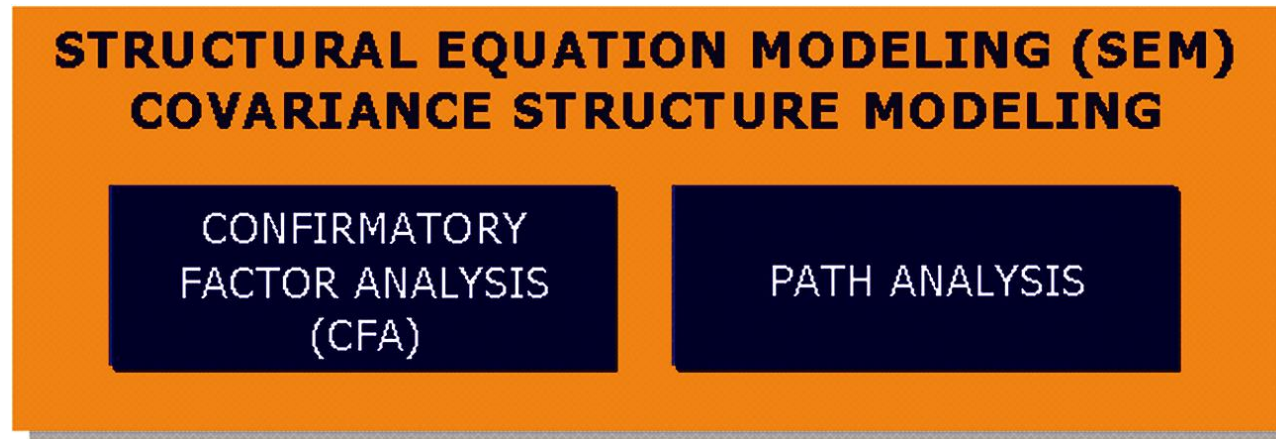 STRUCTURAL EQUATION MODELING (SEM)
COVARIANCE STRUCTURE MODELING
CONFIRMATORY
FACTOR ANALYSIS
(CFA)
PATH ANALYSIS